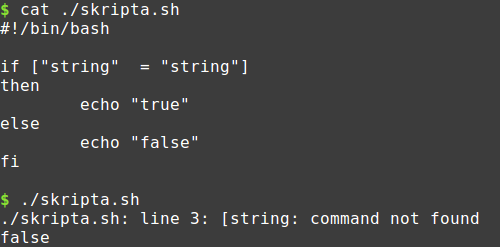 $ cat ./skripta.sh
#!/bin/bash

if ["string"  = "string"]
then
        echo "true"
else
        echo "false"
fi

$ ./skripta.sh
./skripta.sh: line 3: [string: command not found
false